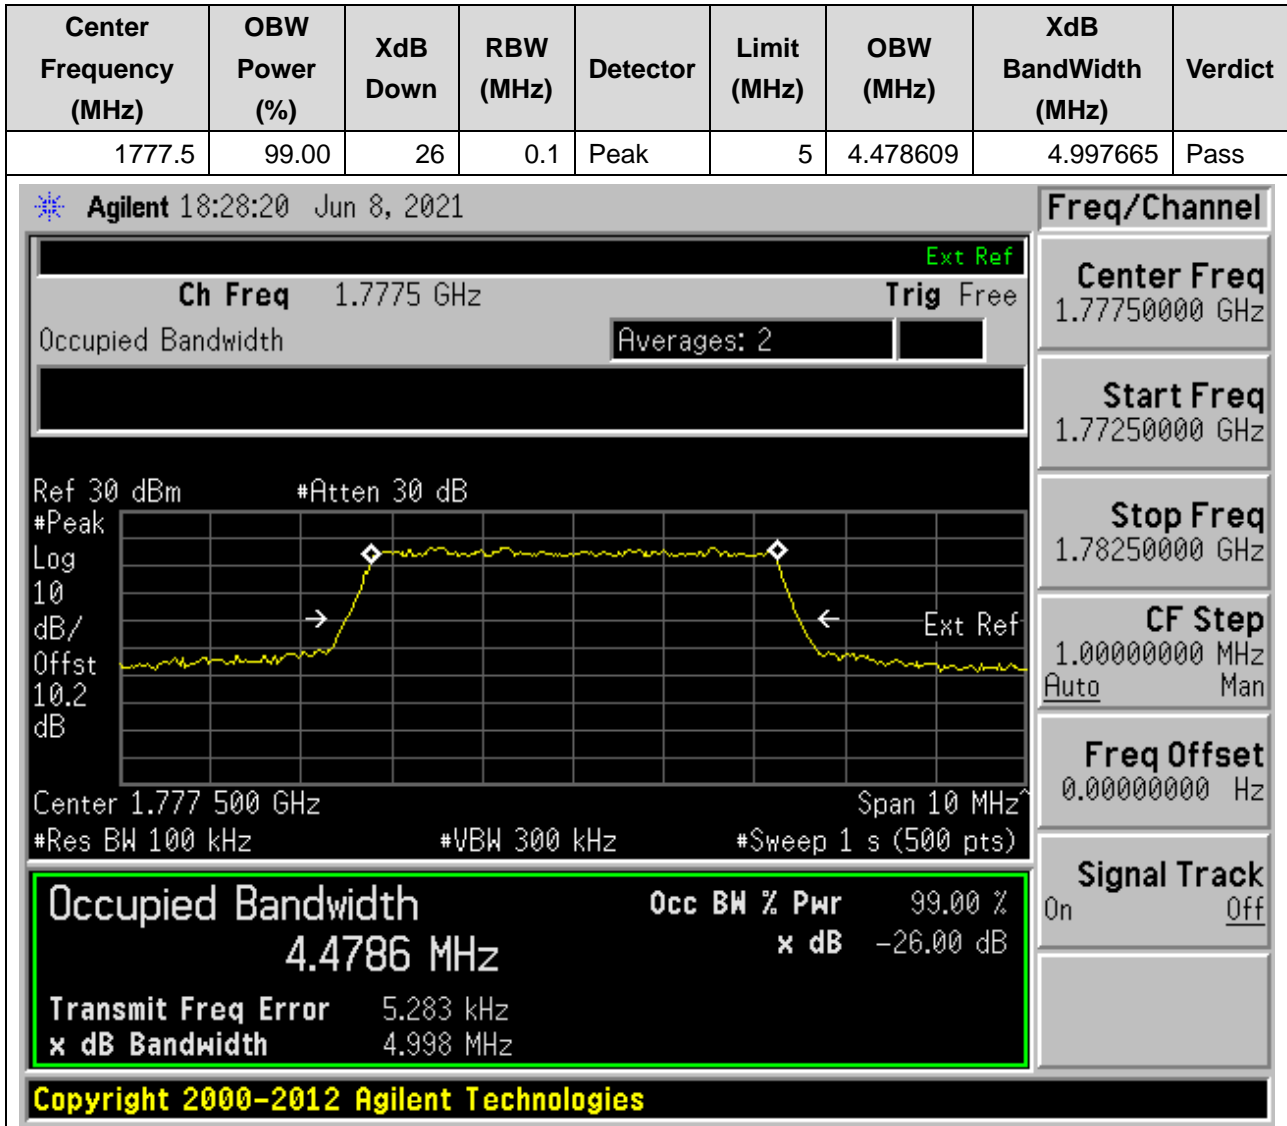 Center Frequency (MHz) OBW Power (%) XdB Down RBW (MHz) Detector Limit (MHz) OBW (MHz) XdB BandWidth (MHz) Verdict
1777.5 99.00 26 0.1 Peak 5 4.478609 4.997665 Pass
Agilent 18:28:20 Jun 8, 2021
Freq/Channel
Ext Ref
Ch Freq 1.7775 GHz Trig Free
Occupied Bandwidth Averages: 2
Center Freq
1.77750000 GHz
Start Freq
1.77250000 GHz
Stop Freq
1.78250000 GHz
CF Step
1.00000000 MHz
Auto Man
Freq Offset
0.00000000 Hz
Signal Track
On Off
Ref 30 dBm #Atten 30 dB
#Peak
Log
10
dB/
Offst
10.2
dB
Ext Ref
Center 1.777 500 GHz Span 10 MHz^
#Res BW 100 kHz #VBW 300 kHz #Sweep 1 s (500 pts)
Occupied Bandwidth Occ BW % Pwr 99.00 %
4.4786 MHz x dB -26.00 dB
Transmit Freq Error 5.283 kHz
x dB Bandwidth 4.998 MHz
Copyright 2000-2012 Agilent Technologies